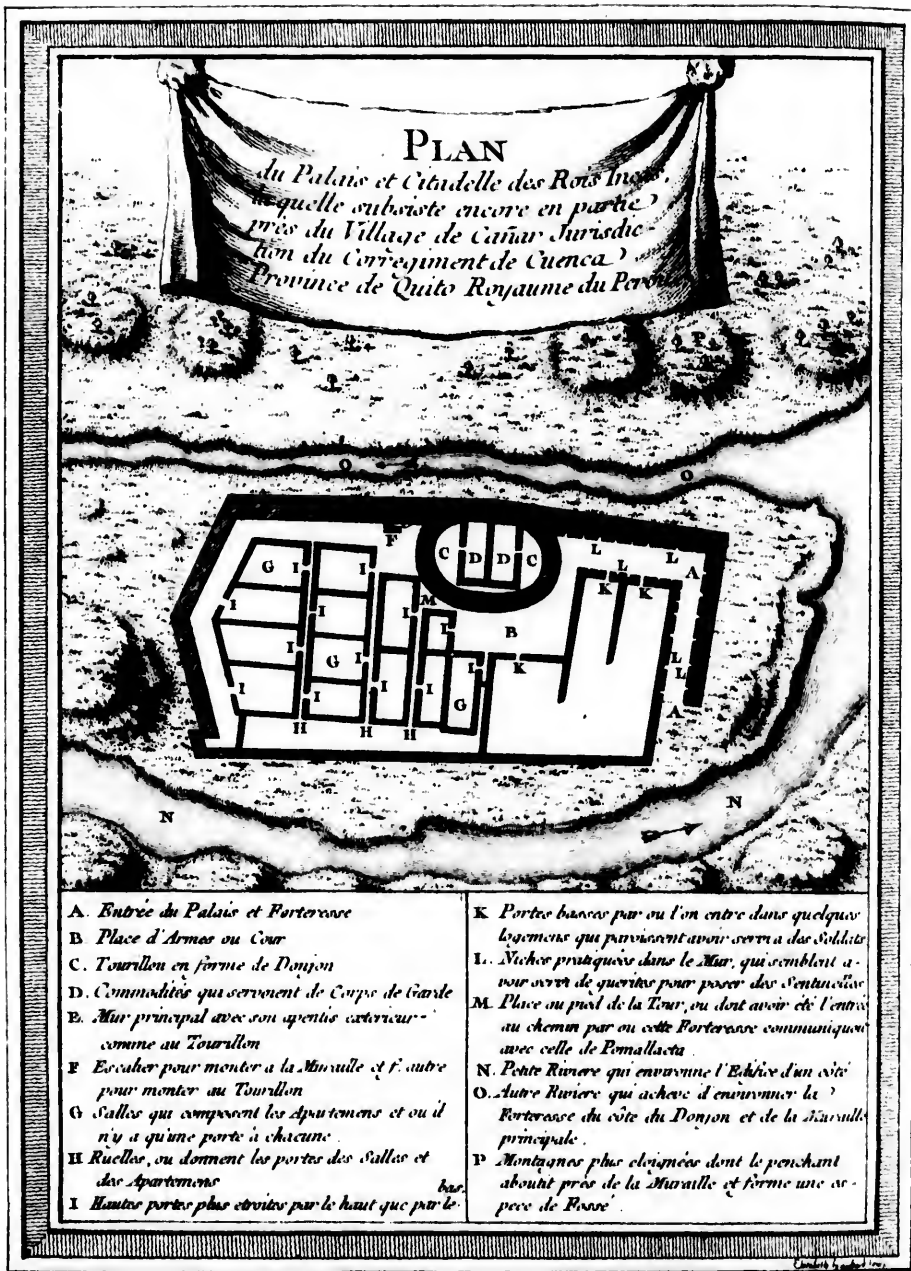 PLAN
du Palais et Citadelle des Rois Incas,
laquelle subsiste encore en partie
près du Village de Cañar Jurisdic-
tion du Corregiment de Cuenca
Province de Quito Royaume du Perou
O
O
F
C
D
D
C
L
L
L
A
K
K
G
I
I
I
M
I
I
I
B
L
L
I
G
I
I
K
I
I
I
I
I
G
A
H
H
H
N
N
P
A. Entrée du Palais et Forteresse
B Place d'Armes ou Cour
C. Tourillon en forme de Donjon
D. Commodités qui servoient de Corps de Garde
E. Mur principal avec son apentis exterieur
comme au Tourillon
F Escalier pour monter a la Muraille et f. autre
pour monter au Tourillon
G Salles qui composent les Apartemens et ou il
n'y a qu'une porte à chacune.
H Ruelles, ou donnent les portes des Salles et
des Apartemens
I Hautes portes plus etroites par le haut que par le bas.
K Portes basses par ou l'on entre dans quelques
logemens qui paroissent avoir servi a des Soldats
L. Niches pratiquées dans le Mur, qui semblent a-
voir servi de guerites pour poser des Sentinelles
M. Place au pied de la Tour, ou doit avoir été l'entrée
au chemin par ou cette Forteresse communiquoit
avec celle de Pomallacta.
N. Petite Riviere qui environne l'Edifice d'un côté
O. Autre Riviere qui acheve d'environner la
Forteresse du côte du Donjon et de la Muraille
principale.
P Montagnes plus eloignées dont le penchant
aboutit près de la Muraille et forme une es-
pece de Fossé.